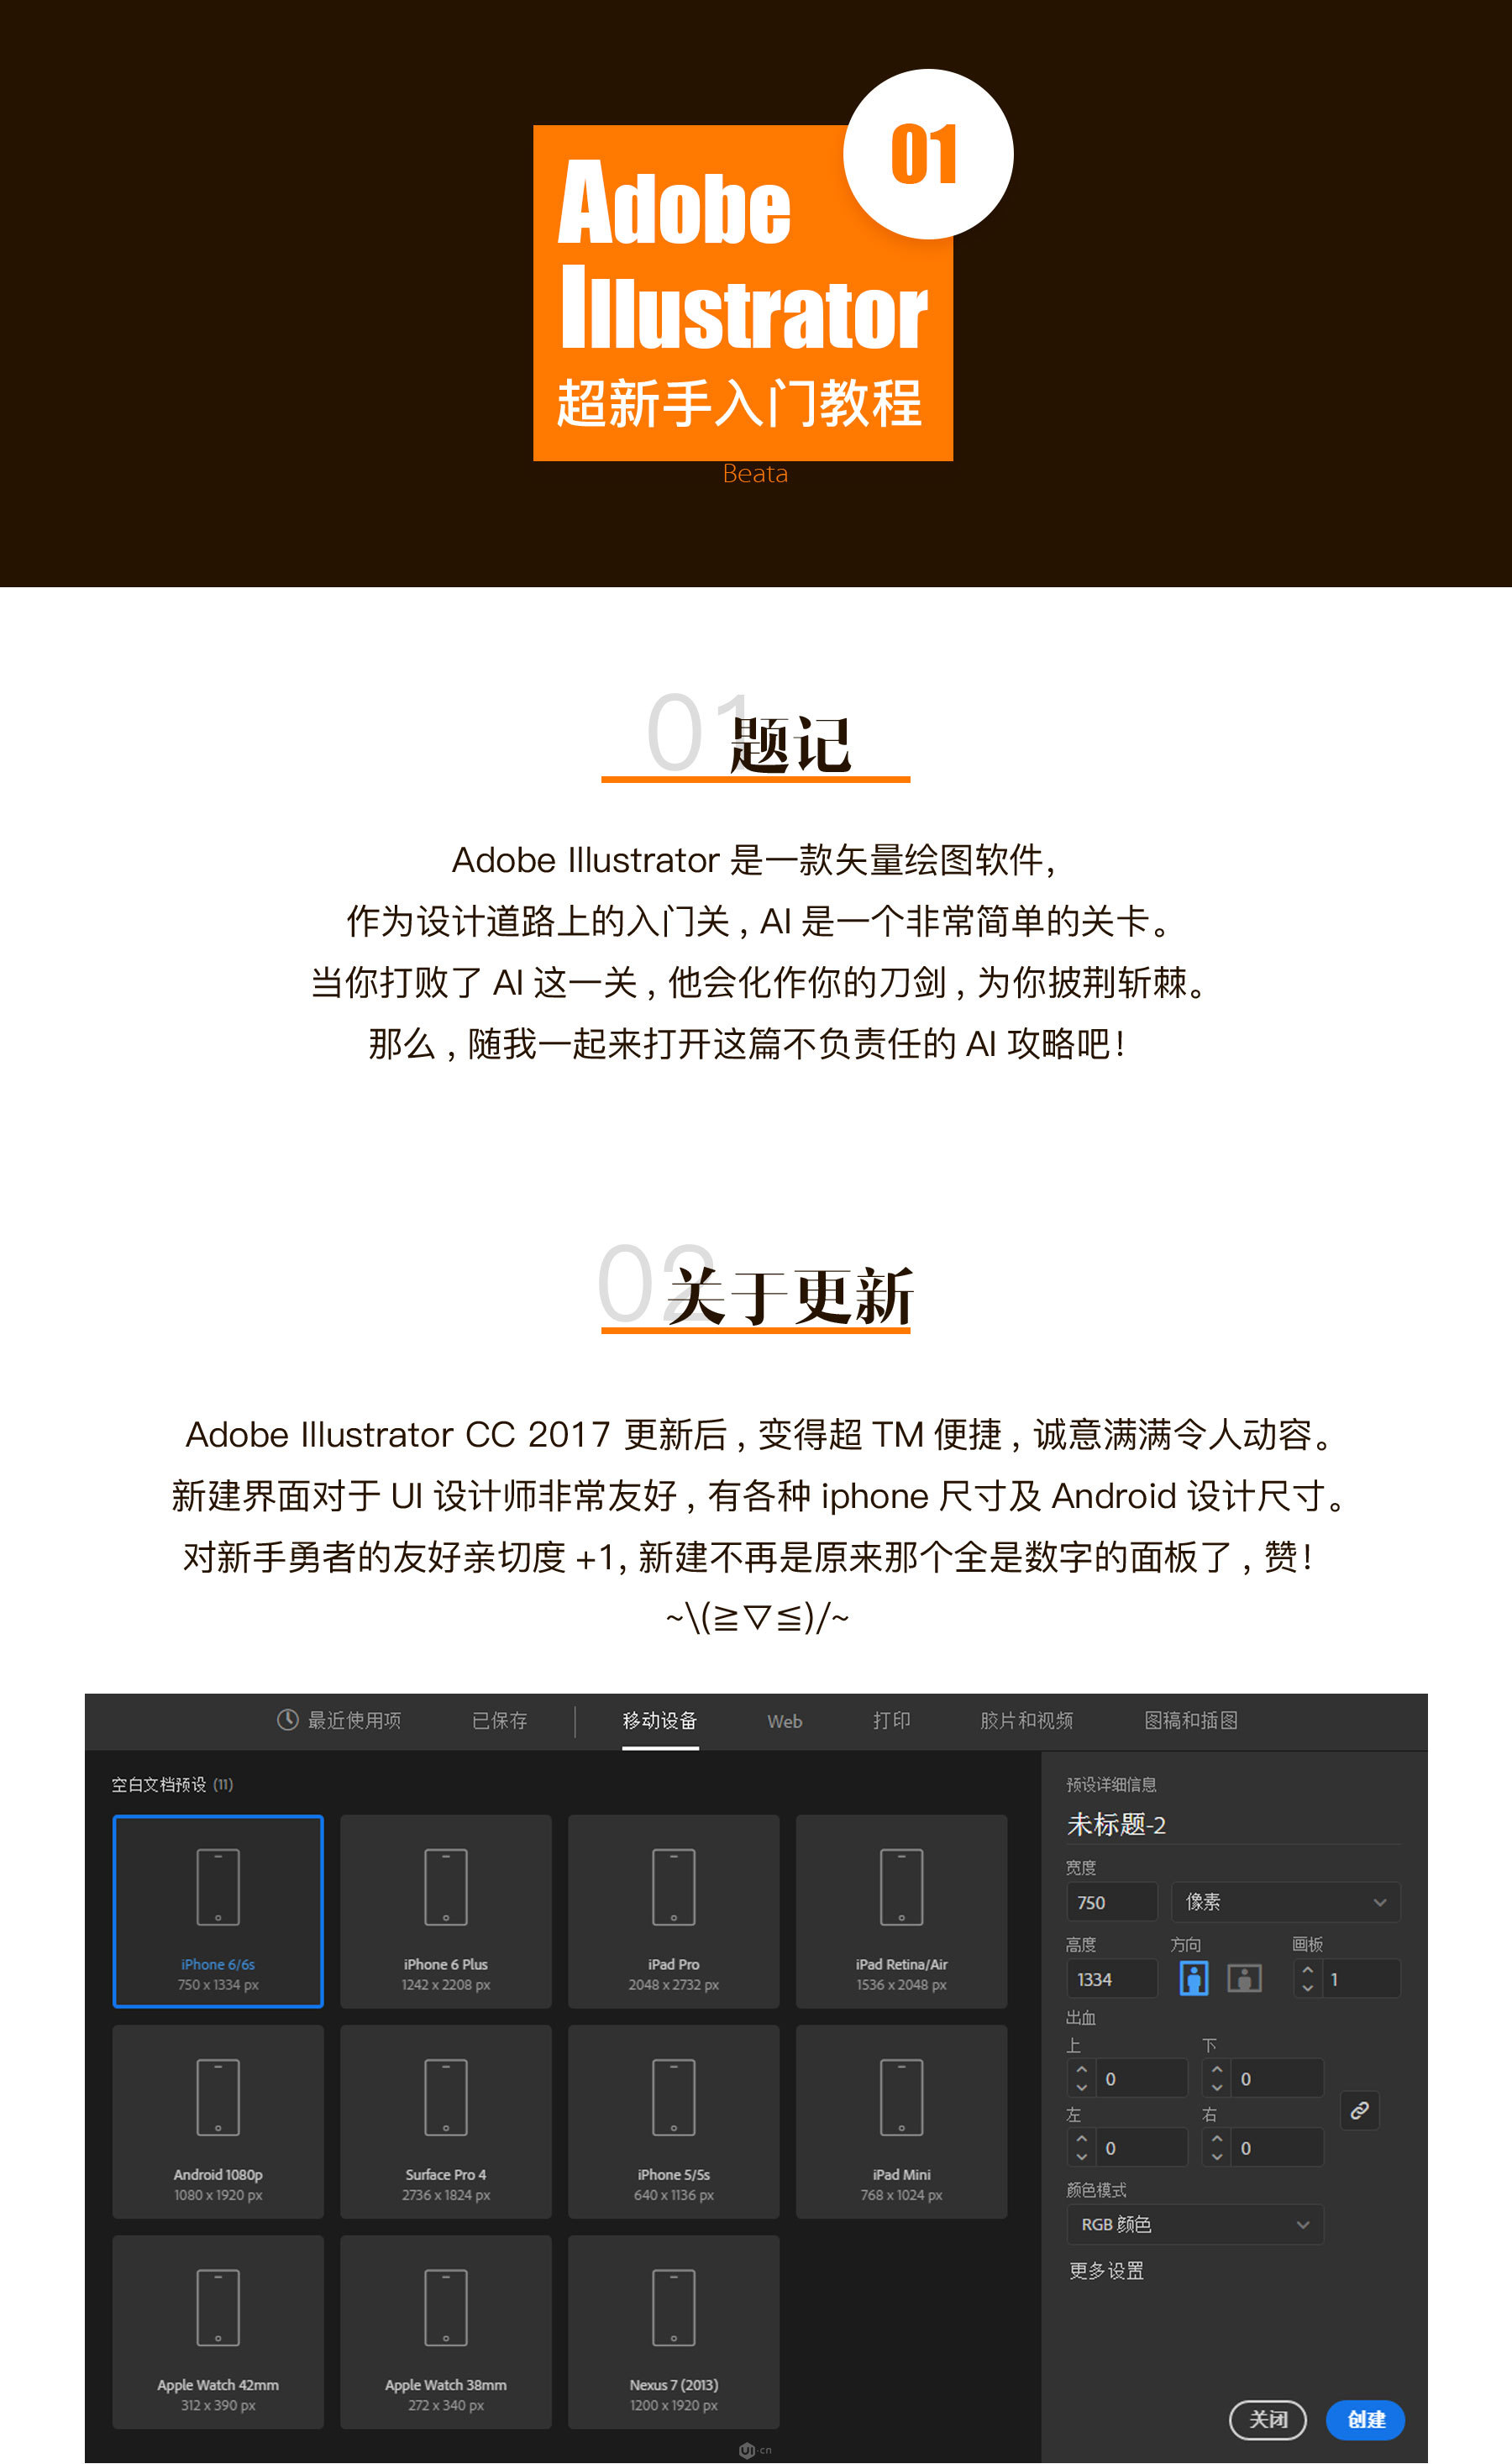 01
Adobe
Illustrator
超新手入门教程
Beata
01 题记
Adobe Illustrator 是一款矢量绘图软件，
作为设计道路上的入门关，AI 是一个非常简单的关卡。
当你打败了 AI 这一关，他会化作你的刀剑，为你披荆斩棘。
那么，随我一起来打开这篇不负责任的 AI 攻略吧！
02 关于更新
Adobe Illustrator CC 2017 更新后，变得超 TM 便捷，诚意满满令人动容。
新建界面对于 UI 设计师非常友好，有各种 iphone 尺寸及 Android 设计尺寸。
对新手勇者的友好亲切度 +1，新建不再是原来那个全是数字的面板了，赞！
~\(≧▽≦)/~
最近使用项 已保存 移动设备 Web 打印 胶片和视频 图稿和插图
空白文档预设 (11)
iPhone 6/6s
750 x 1334 px
iPhone 6 Plus
1242 x 2208 px
iPad Pro
2048 x 2732 px
iPad Retina/Air
1536 x 2048 px
Android 1080p
1080 x 1920 px
Surface Pro 4
2736 x 1824 px
iPhone 5/5s
640 x 1136 px
iPad Mini
768 x 1024 px
Apple Watch 42mm
312 x 390 px
Apple Watch 38mm
272 x 340 px
Nexus 7 (2013)
1200 x 1920 px
预设详细信息
未标题-2
宽度
750 像素
高度 方向 画板
1334 1
出血
上 下
0 0
左 右
0 0
颜色模式
RGB 颜色
更多设置
关闭 创建
UI·cn